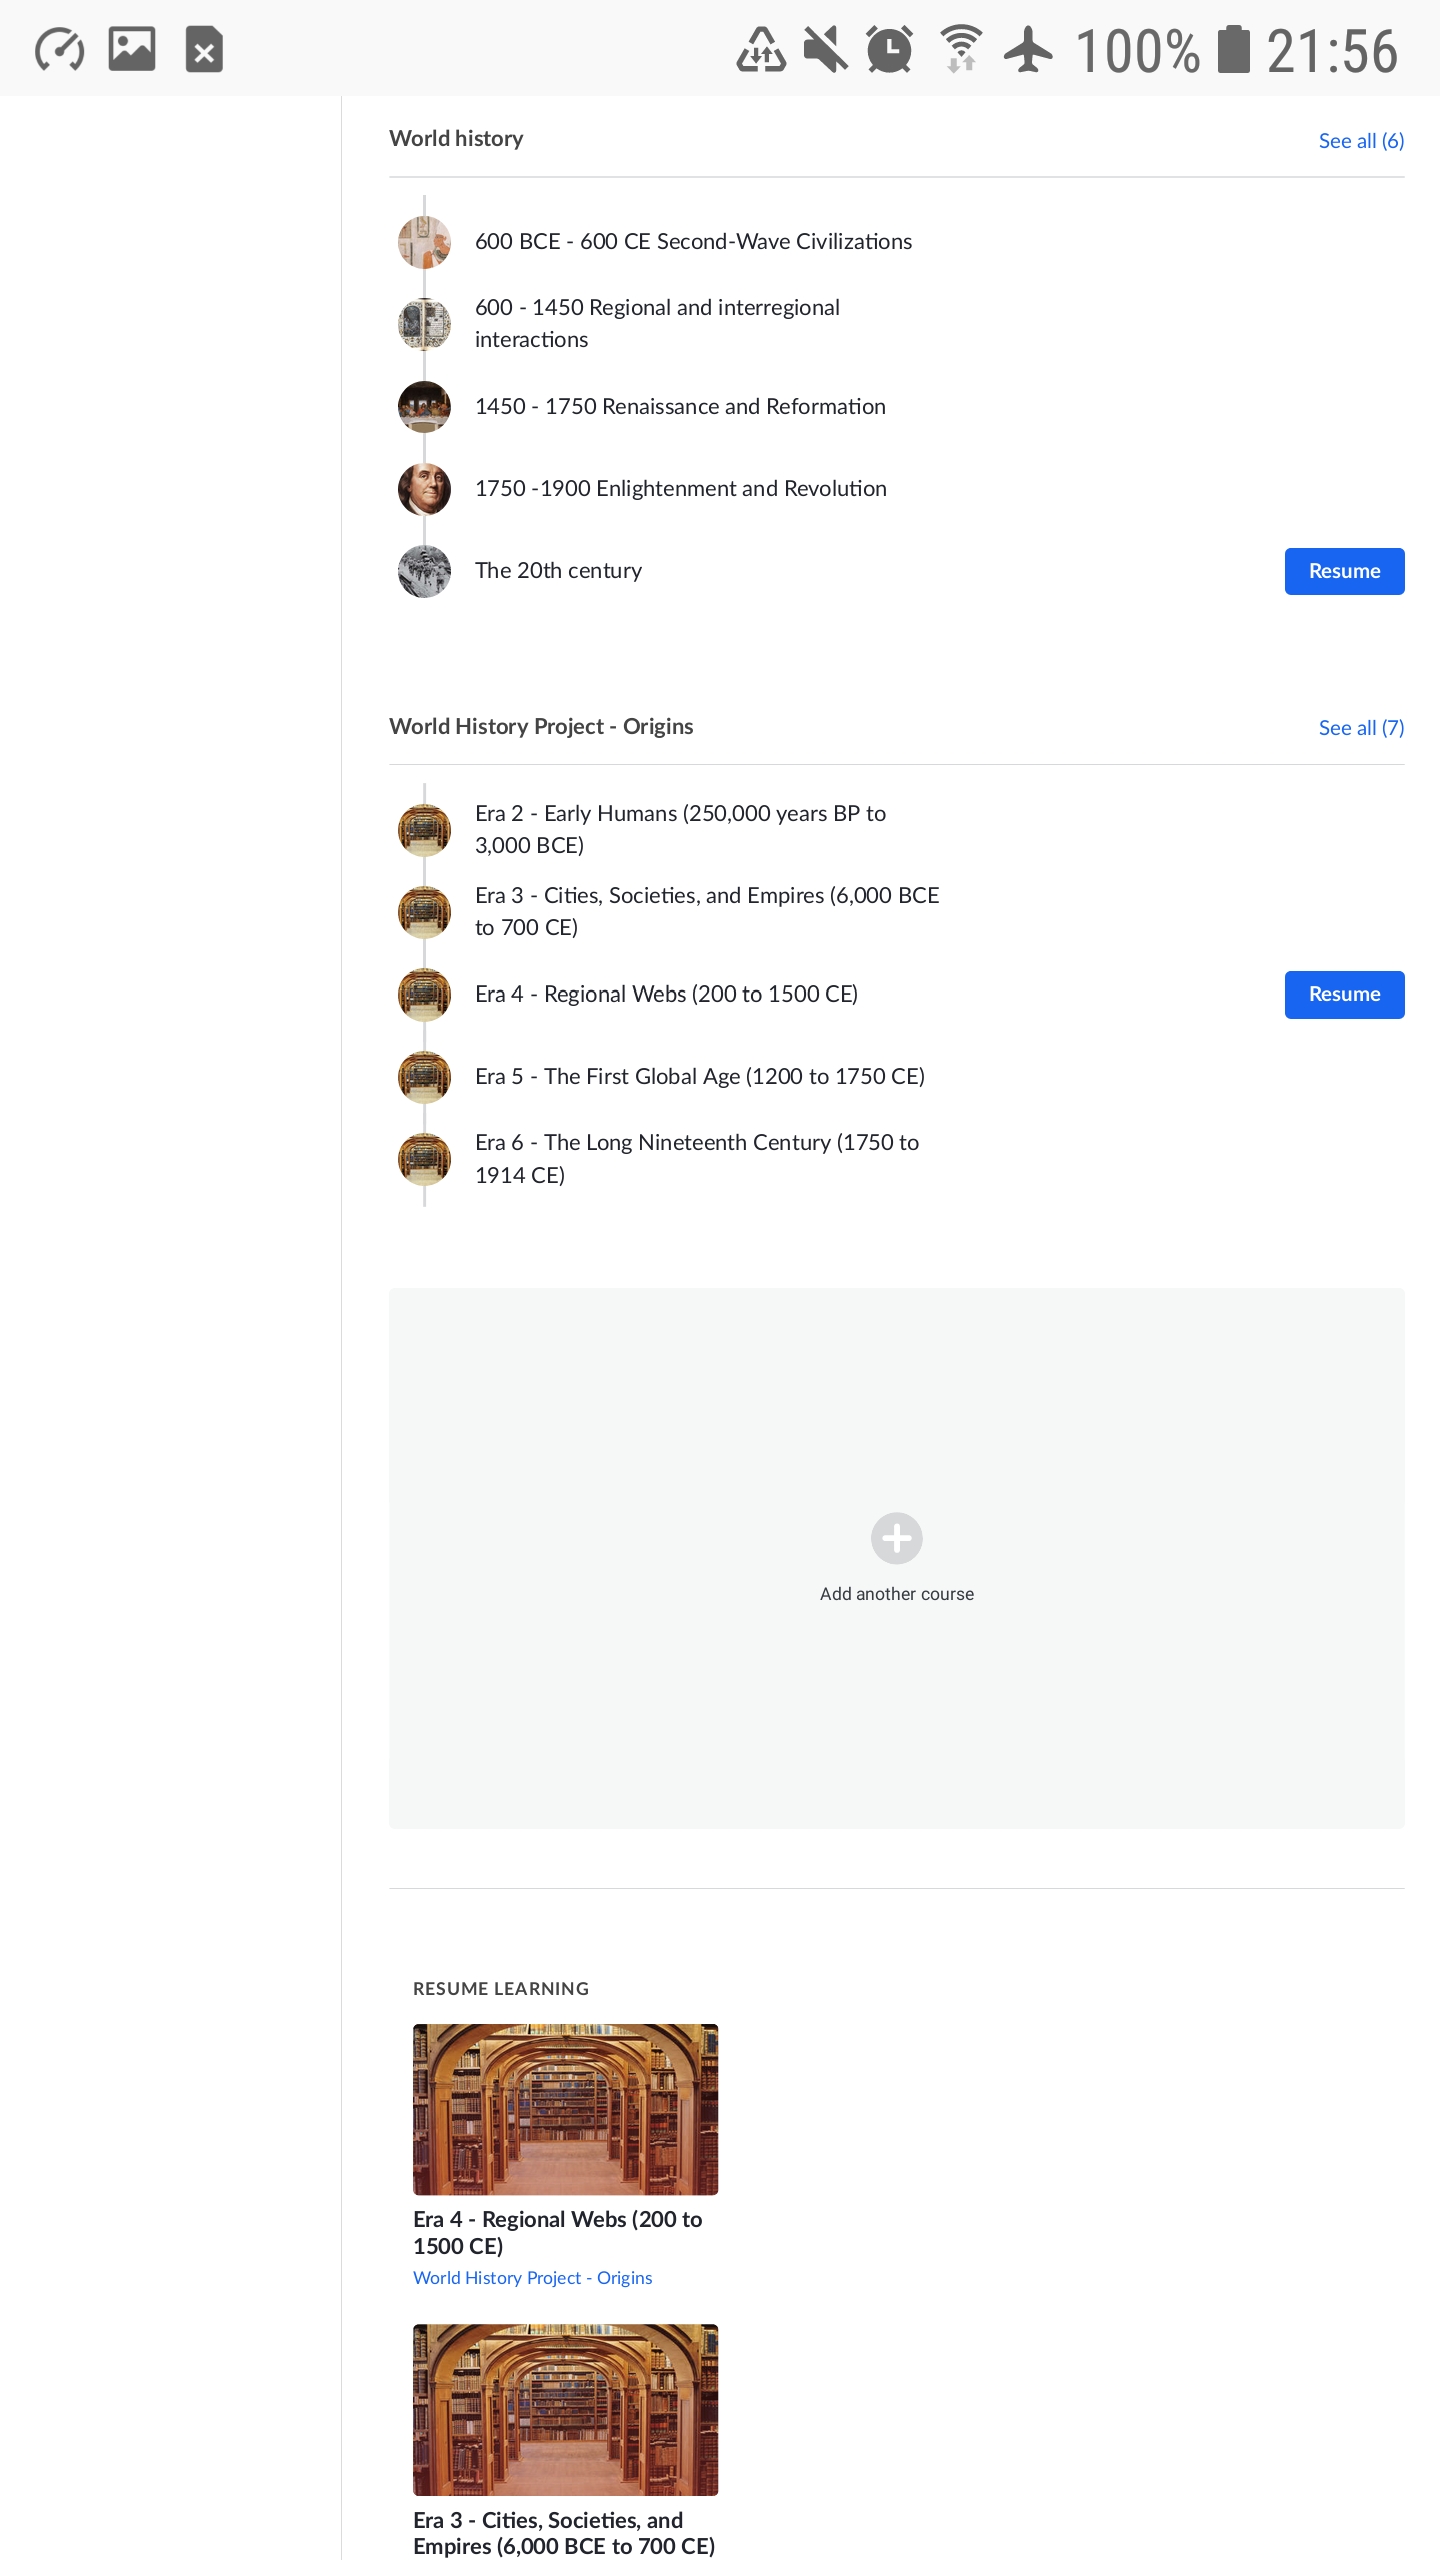 100% 21:56
World history
See all (6)
600 BCE - 600 CE Second-Wave Civilizations
600 - 1450 Regional and interregional
interactions
1450 - 1750 Renaissance and Reformation
1750 -1900 Enlightenment and Revolution
The 20th century
Resume
World History Project - Origins
See all (7)
Era 2 - Early Humans (250,000 years BP to
3,000 BCE)
Era 3 - Cities, Societies, and Empires (6,000 BCE
to 700 CE)
Era 4 - Regional Webs (200 to 1500 CE)
Resume
Era 5 - The First Global Age (1200 to 1750 CE)
Era 6 - The Long Nineteenth Century (1750 to
1914 CE)
Add another course
RESUME LEARNING
Era 4 - Regional Webs (200 to
1500 CE)
World History Project - Origins
Era 3 - Cities, Societies, and
Empires (6,000 BCE to 700 CE)